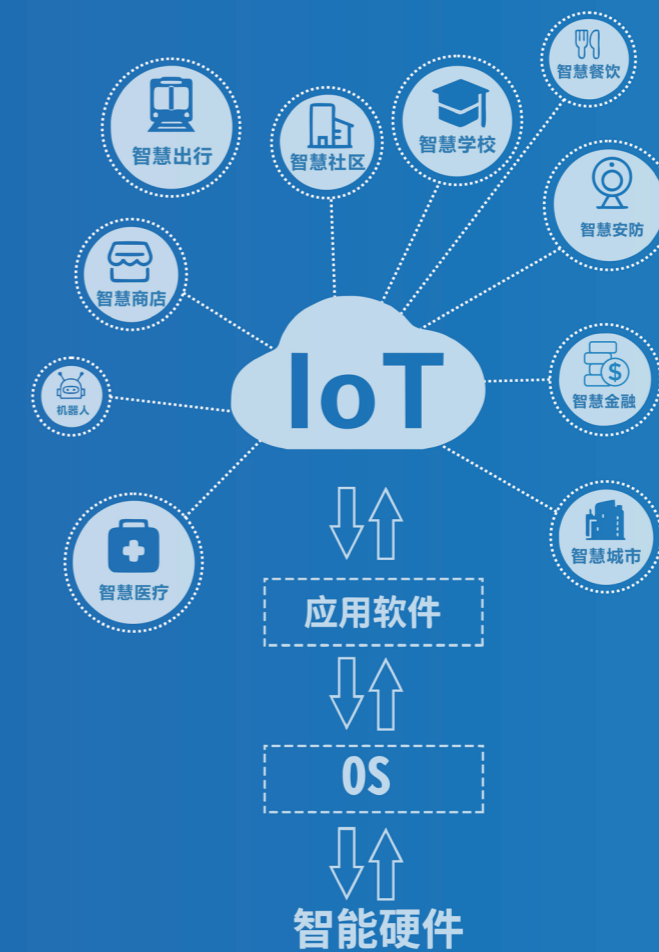 智慧餐饮
智慧出行
智慧社区
智慧学校
智慧安防
智慧商店
IoT
$
智慧金融
机器人
智慧医疗
智慧城市
应用软件
OS
智能硬件